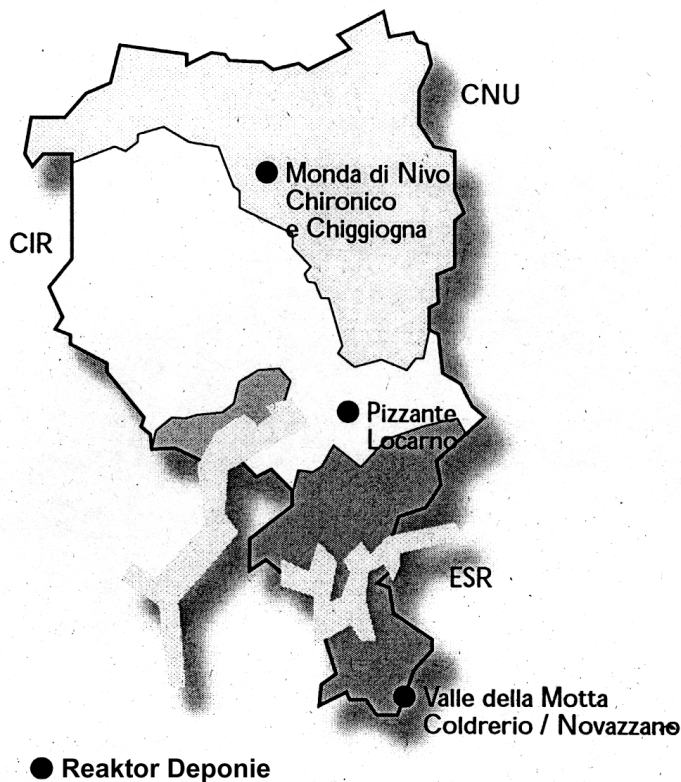 CNU
Monda di Nivo
Chironico
e Chiggiogna
CIR
Pizzante
Locarno
ESR
Valle della Motta
Coldrerio / Novazzano
Reaktor Deponie